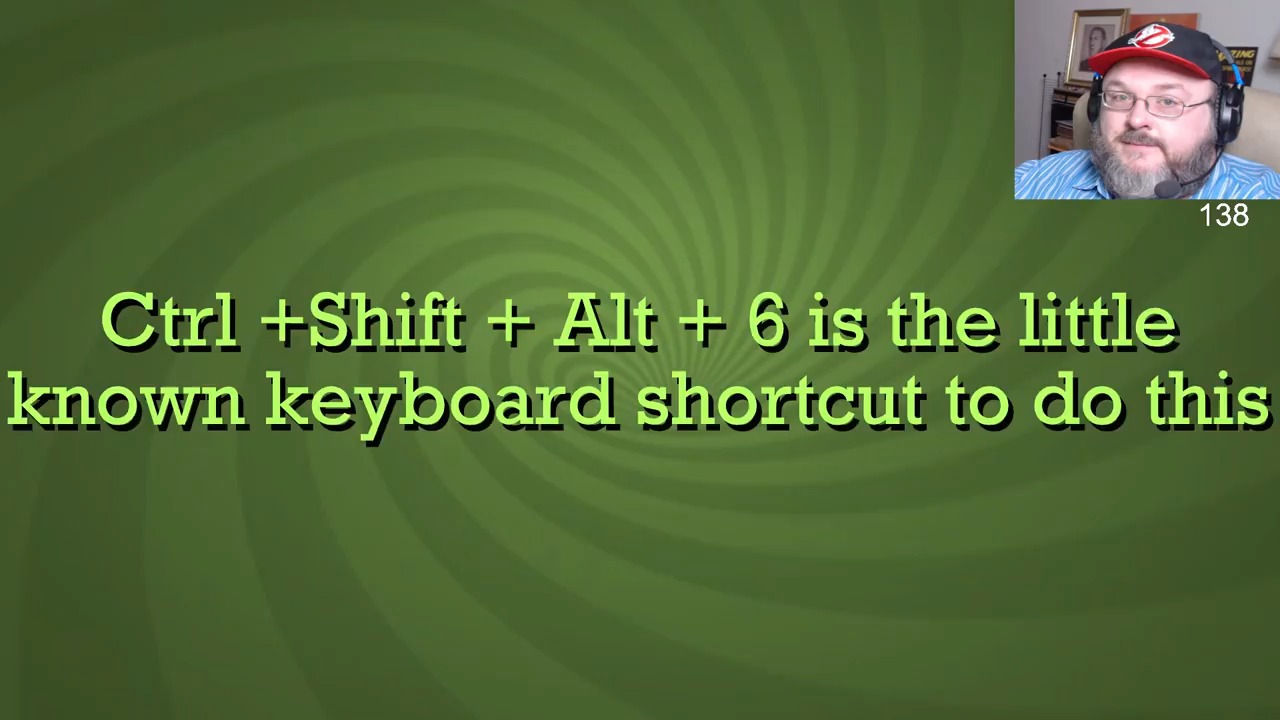 138
Ctrl +Shift + Alt + 6 is the little
known keyboard shortcut to do this